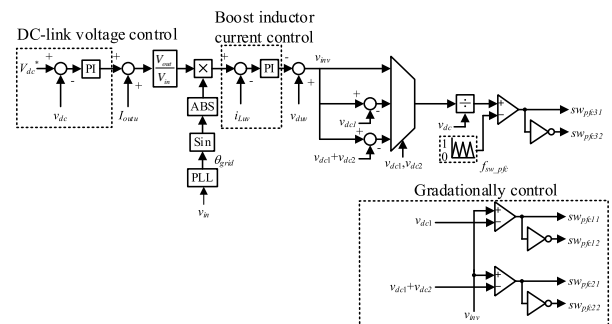 DC-link voltage control
Boost inductor
current control
V_dc* + - PI + + V_out / V_in × + - PI - + v_inv
v_dc
I_outu
ABS
i_Luv
v_duv
+ - v_dc1
+ - v_dc1+v_dc2
v_dc1,v_dc2
÷
v_dc
+ −
1
0
f_sw_pfc
sw_pfc31
sw_pfc32
Sin
θ_grid
PLL
v_in
Gradationally control
v_dc1 + − sw_pfc11
sw_pfc12
v_dc1+v_dc2 + − sw_pfc21
sw_pfc22
v_inv